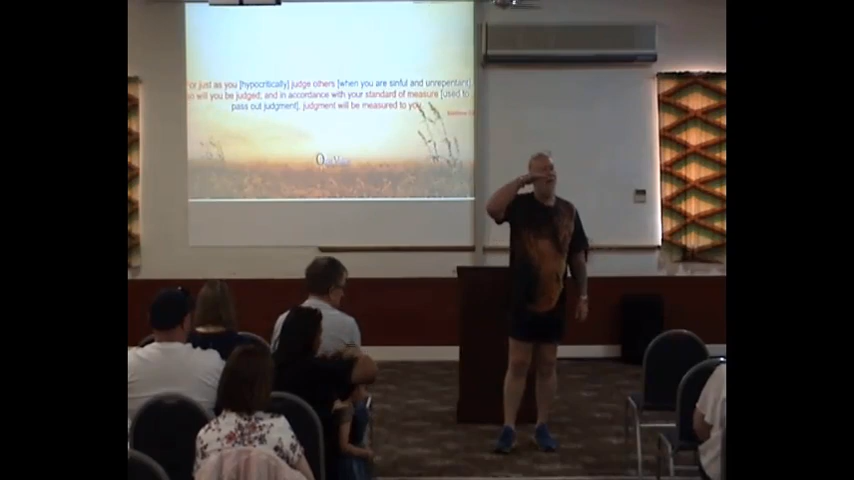 For just as you [hypocritically] judge others [when you are sinful and unrepentant]
so will you be judged, and in accordance with your standard of measure [used to
pass out judgment], judgment will be measured to you.